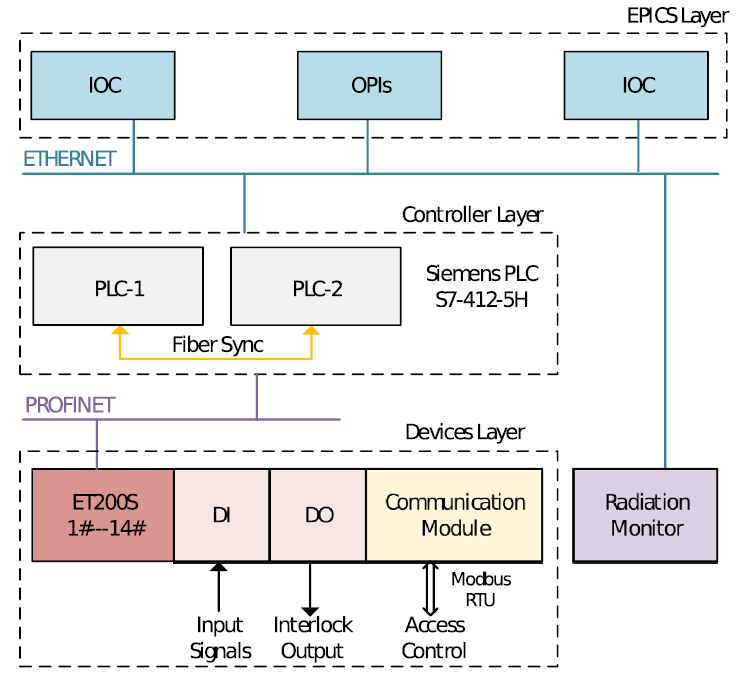 EPICS Layer
IOC
OPIs
IOC
ETHERNET
Controller Layer
PLC-1
PLC-2
Siemens PLC
S7-412-5H
Fiber Sync
PROFINET
Devices Layer
ET200S
1#---14#
DI
DO
Communication
Module
Radiation
Monitor
Modbus
RTU
Input
Signals
Interlock
Output
Access
Control